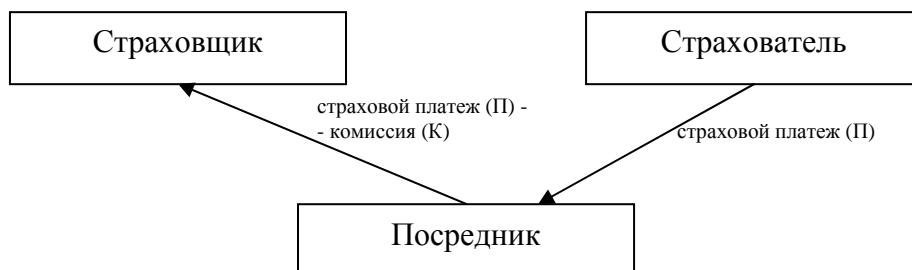 Страховщик
Страхователь
страховой платеж (П) -
- комиссия (К)
страховой платеж (П)
Посредник